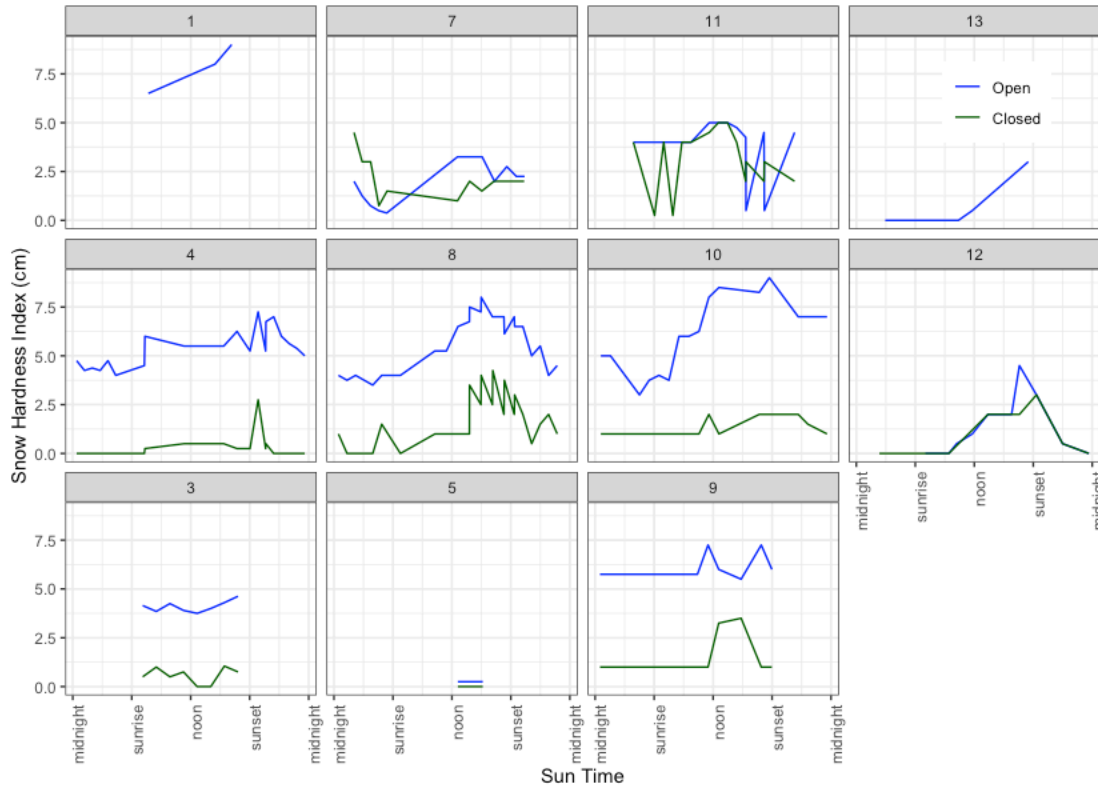 1
7
11
13
7.5
5.0
2.5
0.0
Open
Closed
4
8
10
12
7.5
5.0
2.5
0.0
3
5
9
7.5
5.0
2.5
0.0
midnight
sunrise
noon
sunset
midnight
midnight
sunrise
noon
sunset
midnight
midnight
sunrise
noon
sunset
midnight
midnight
sunrise
noon
sunset
midnight
Snow Hardness Index (cm)
Sun Time